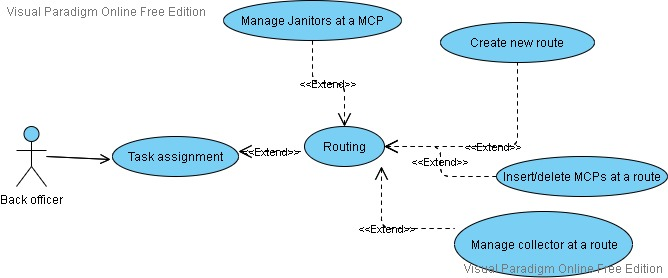 Visual Paradigm Online Free Edition
Manage Janitors at a MCP
Create new route
<<Extend>>
Task assignment
<<Extend>>
Routing
<<Extend>>
<<Extend>>
Insert/delete MCPs at a route
Back officer
<<Extend>>
Manage collector at a route
Visual Paradigm Online Free Edition